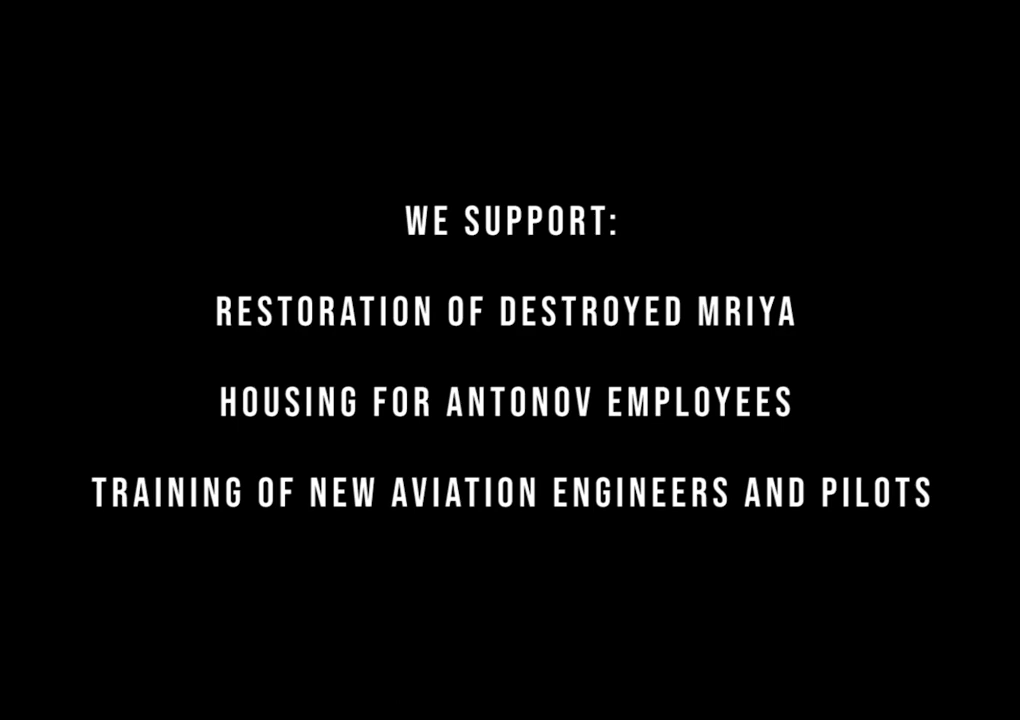 WE SUPPORT:
RESTORATION OF DESTROYED MRIYA
HOUSING FOR ANTONOV EMPLOYEES
TRAINING OF NEW AVIATION ENGINEERS AND PILOTS